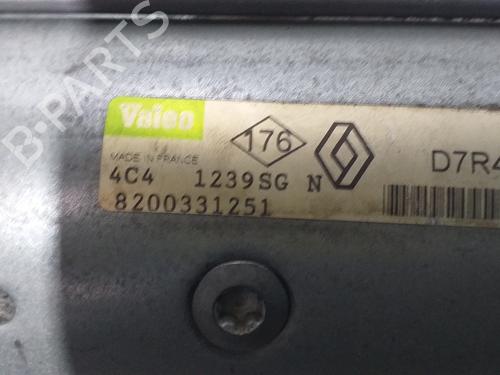 B-PARTS
Valeo
176
MADE IN FRANCE
D7R4
4C4 1239SG N
8200331251